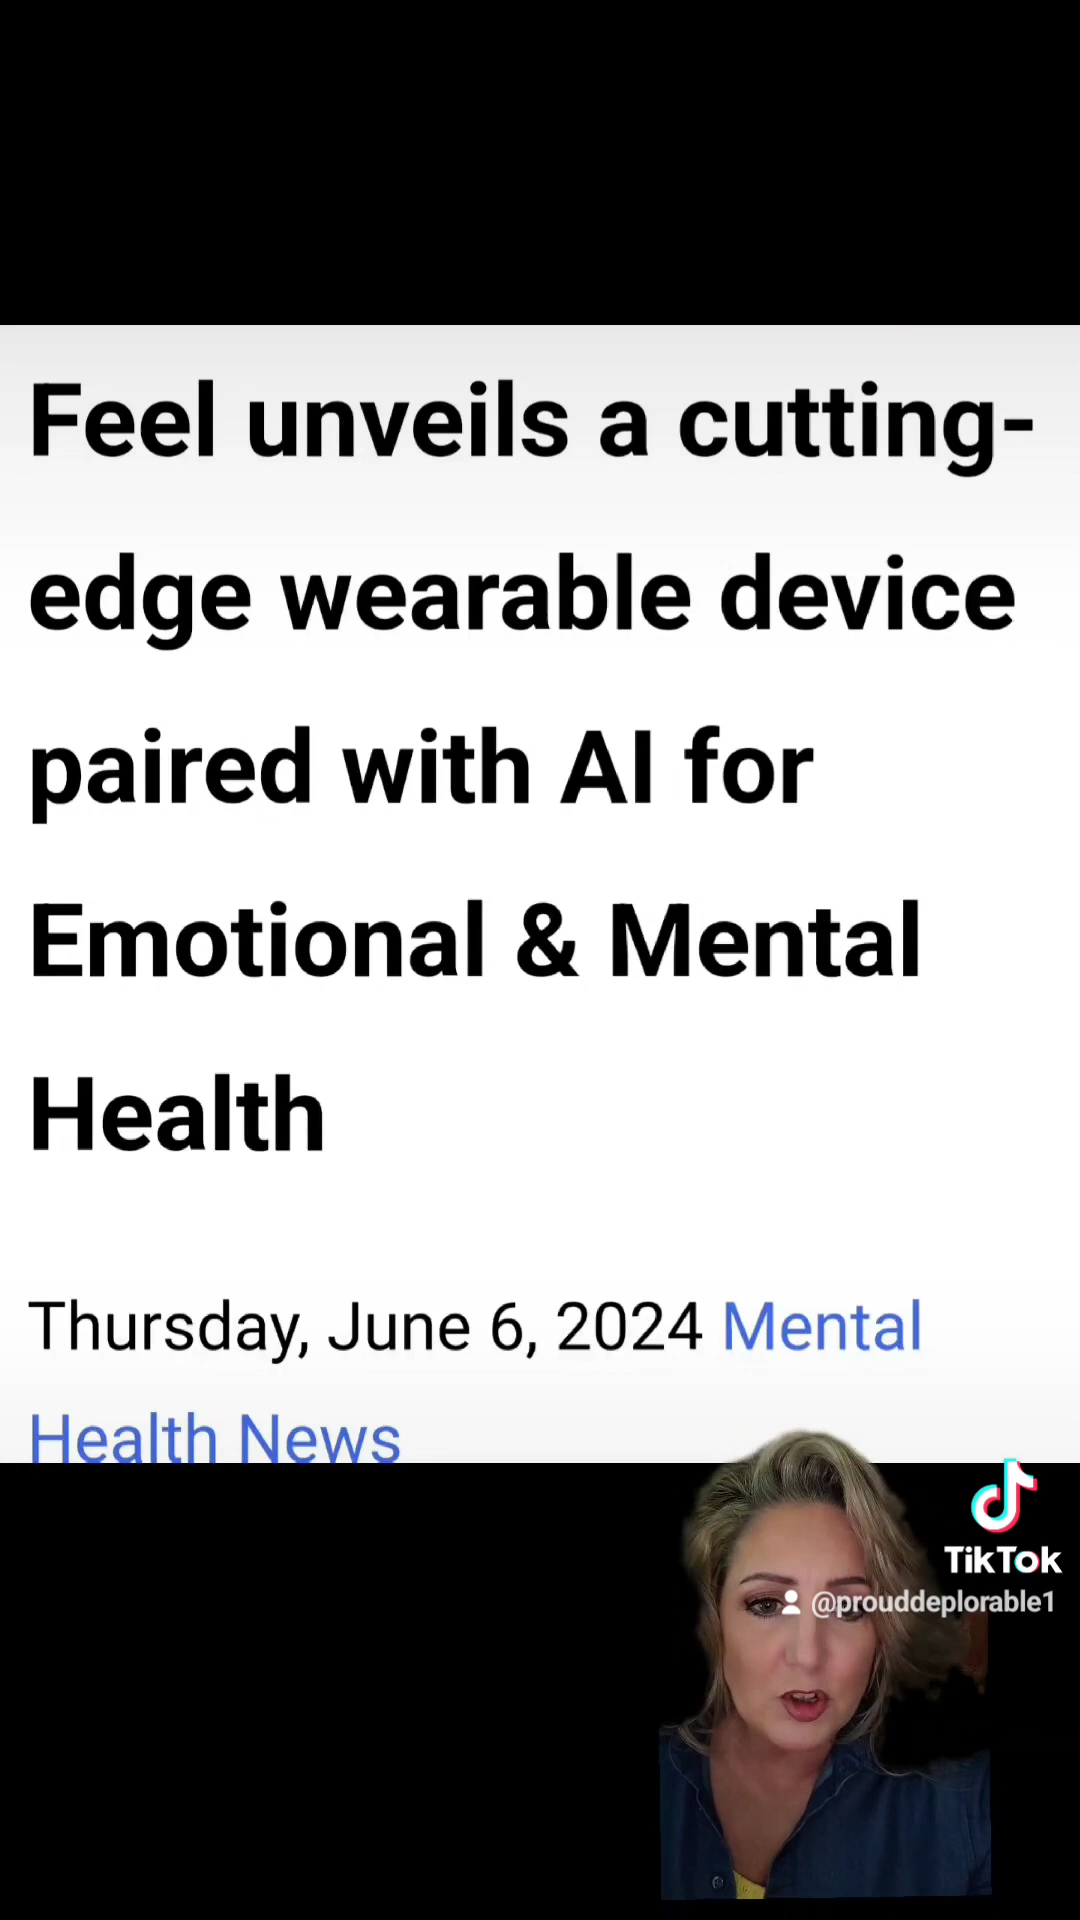 Feel unveils a cutting-
edge wearable device
paired with AI for
Emotional & Mental
Health
Thursday, June 6, 2024 Mental
Health News
TikTok
@prouddeplorable1